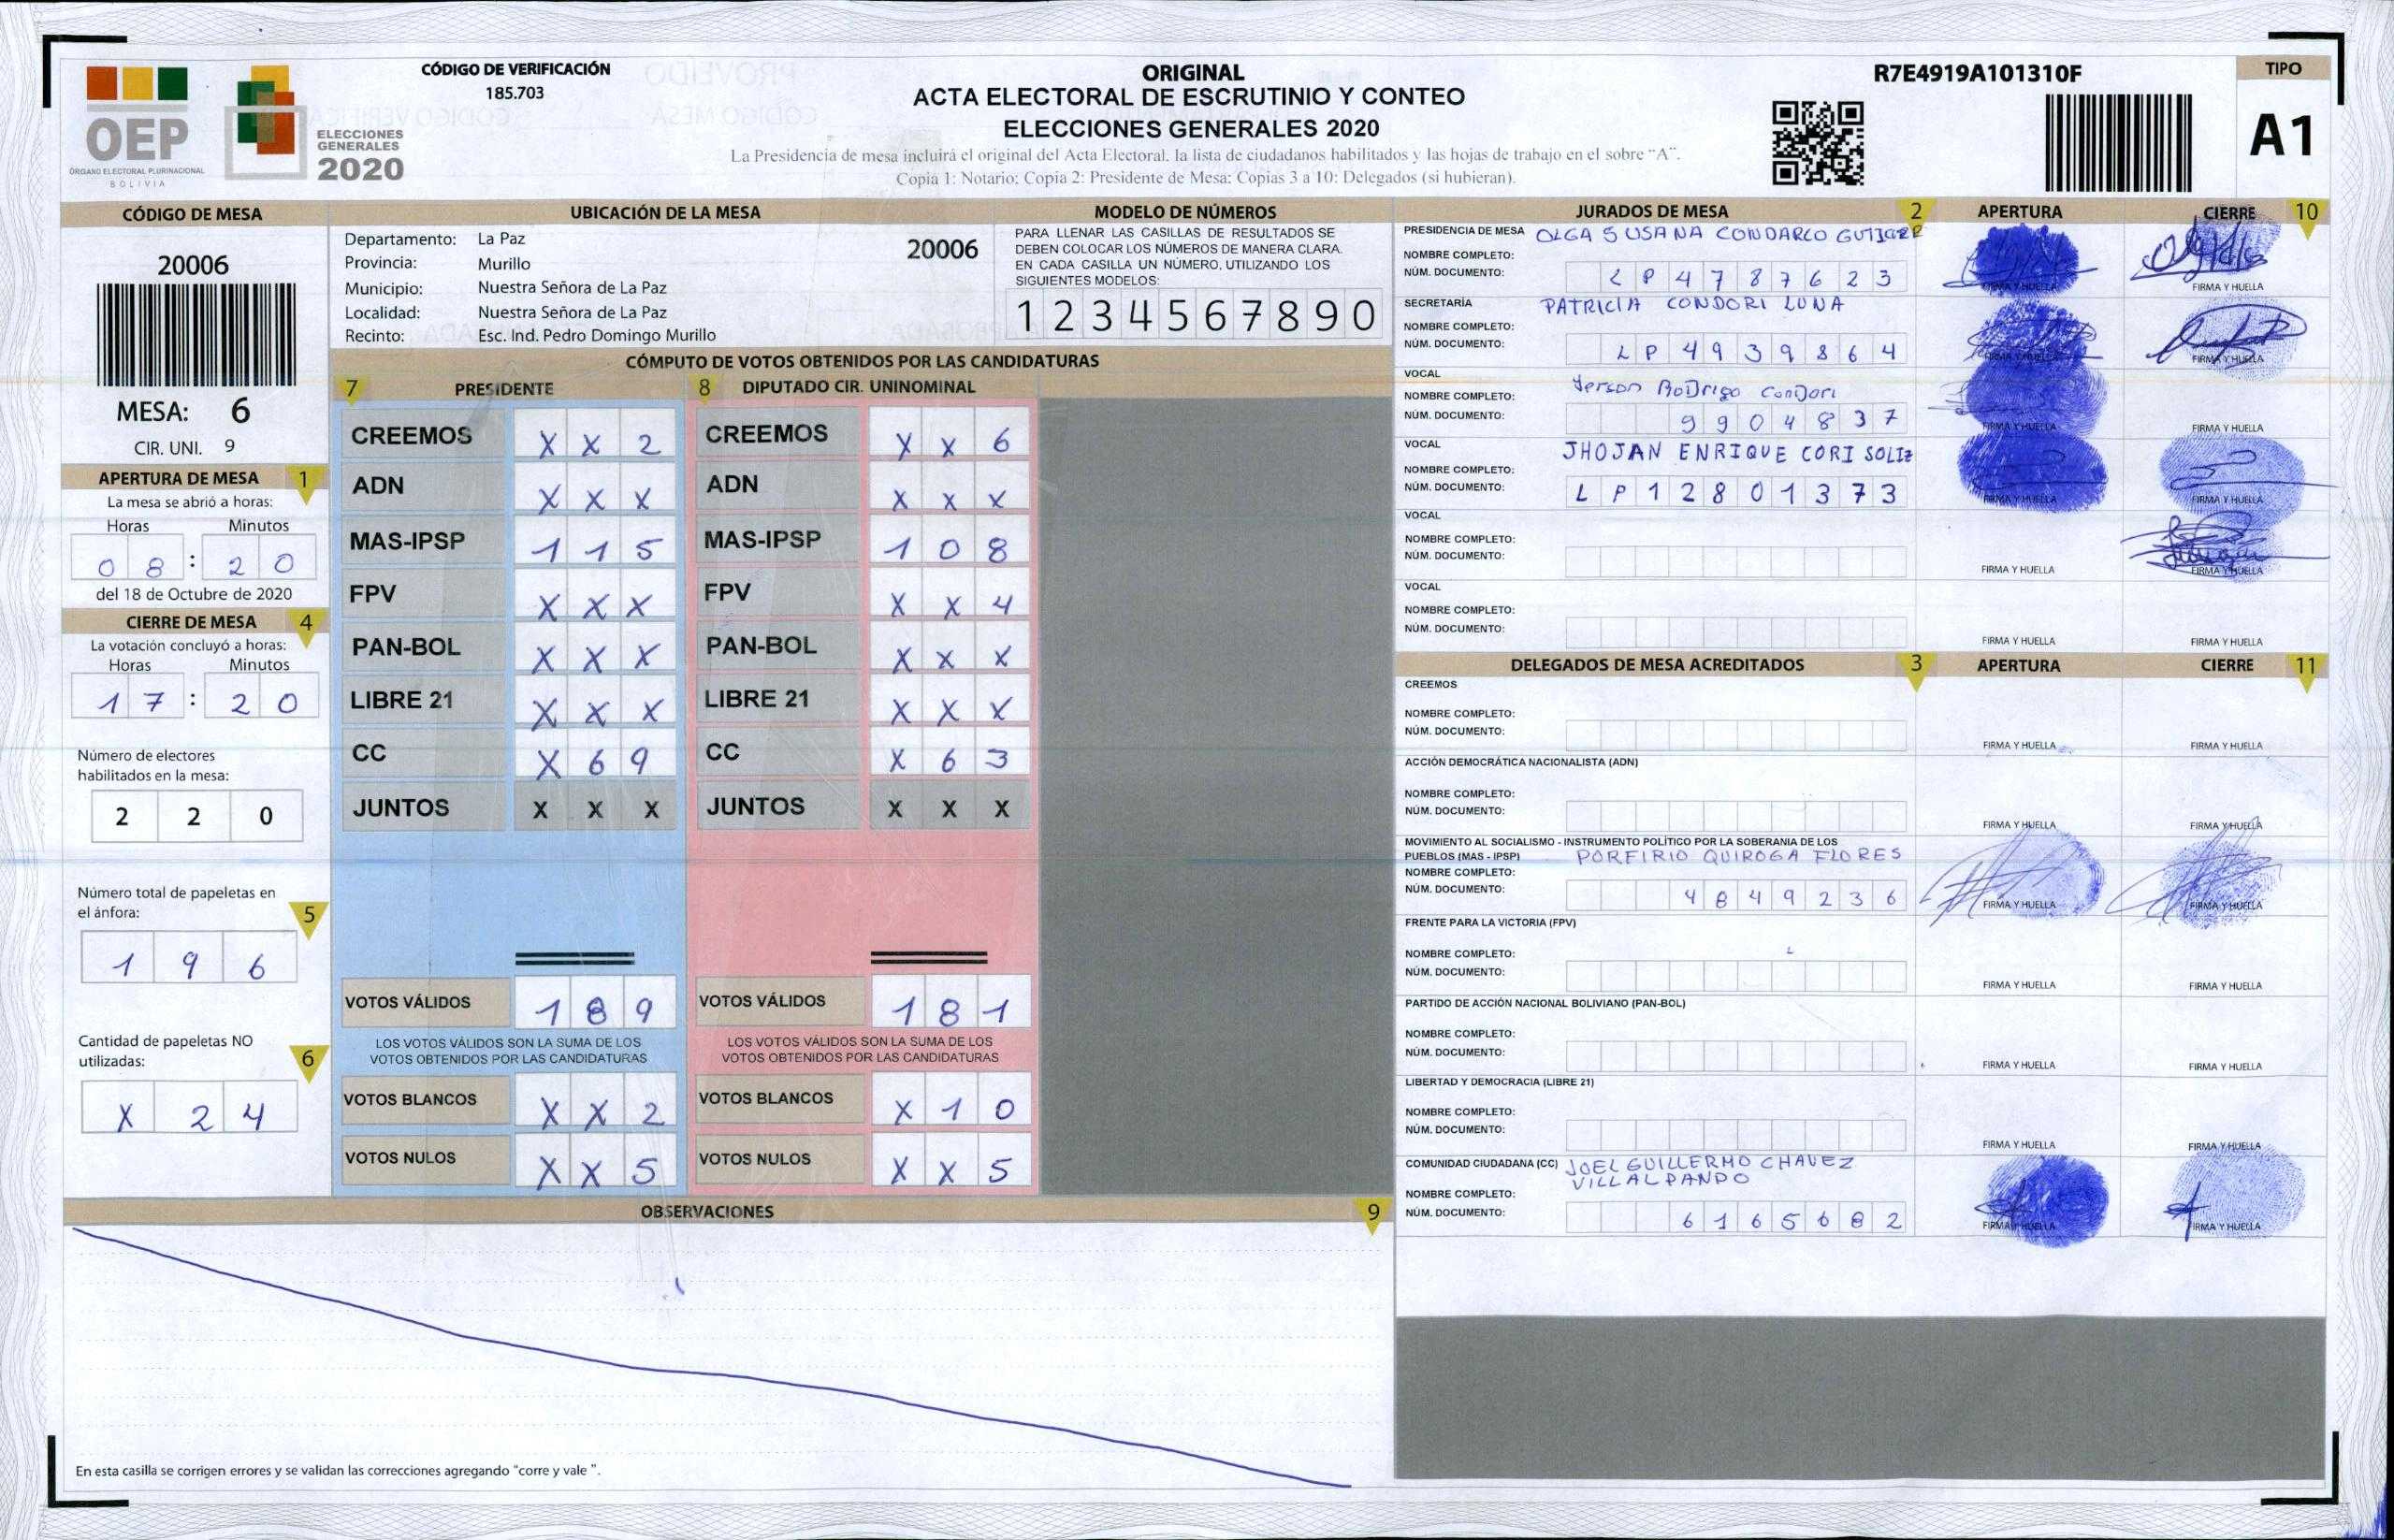 OEP
ÓRGANO ELECTORAL PLURINACIONAL
BOLIVIA
ELECCIONES
GENERALES
2020
CÓDIGO DE VERIFICACIÓN
185.703
ORIGINAL
ACTA ELECTORAL DE ESCRUTINIO Y CONTEO
ELECCIONES GENERALES 2020
La Presidencia de mesa incluirá el original del Acta Electoral, la lista de ciudadanos habilitados y las hojas de trabajo en el sobre "A".
Copia 1: Notario; Copia 2: Presidente de Mesa; Copias 3 a 10: Delegados (si hubieran).
R7E4919A101310F
TIPO
A1
CÓDIGO DE MESA
20006
MESA: 6
CIR. UNI. 9
APERTURA DE MESA 1
La mesa se abrió a horas:
Horas Minutos
08 : 20
del 18 de Octubre de 2020
CIERRE DE MESA 4
La votación concluyó a horas:
Horas Minutos
17 : 20
Número de electores
habilitados en la mesa:
2 2 0
Número total de papeletas en
el ánfora: 5
1 9 6
Cantidad de papeletas NO
utilizadas: 6
X 2 4
UBICACIÓN DE LA MESA
Departamento: La Paz
20006
Provincia: Murillo
Municipio: Nuestra Señora de La Paz
Localidad: Nuestra Señora de La Paz
Recinto: Esc. Ind. Pedro Domingo Murillo
MODELO DE NÚMEROS
PARA LLENAR LAS CASILLAS DE RESULTADOS SE
DEBEN COLOCAR LOS NÚMEROS DE MANERA CLARA.
EN CADA CASILLA UN NÚMERO, UTILIZANDO LOS
SIGUIENTES MODELOS:
1 2 3 4 5 6 7 8 9 0
CÓMPUTO DE VOTOS OBTENIDOS POR LAS CANDIDATURAS
7 PRESIDENTE 8 DIPUTADO CIR. UNINOMINAL
CREEMOS X X 2 CREEMOS X X 6
ADN X X X ADN X X X
MAS-IPSP 1 1 5 MAS-IPSP 1 0 8
FPV X X X FPV X X 4
PAN-BOL X X X PAN-BOL X X X
LIBRE 21 X X X LIBRE 21 X X X
CC X 6 9 CC X 6 3
JUNTOS X X X JUNTOS X X X
VOTOS VÁLIDOS 1 8 9 VOTOS VÁLIDOS 1 8 1
LOS VOTOS VÁLIDOS SON LA SUMA DE LOS LOS VOTOS VÁLIDOS SON LA SUMA DE LOS
VOTOS OBTENIDOS POR LAS CANDIDATURAS VOTOS OBTENIDOS POR LAS CANDIDATURAS
VOTOS BLANCOS X X 2 VOTOS BLANCOS X 1 0
VOTOS NULOS X X 5 VOTOS NULOS X X 5
OBSERVACIONES 9
En esta casilla se corrigen errores y se validan las correcciones agregando "corre y vale ".
JURADOS DE MESA 2 APERTURA CIERRE 10
PRESIDENCIA DE MESA OLGA SUSANA CONDARCO
NOMBRE COMPLETO:
NÚM. DOCUMENTO: L P 4 7 8 7 6 2 3
FIRMA Y HUELLA FIRMA Y HUELLA
SECRETARÍA PATRICIA CONDORI LUNA
NOMBRE COMPLETO:
NÚM. DOCUMENTO: L P 4 9 3 9 8 6 4
FIRMA Y HUELLA FIRMA Y HUELLA
VOCAL
NOMBRE COMPLETO: Yerson RoDrigo ConDori
NÚM. DOCUMENTO: 9 9 0 4 8 3 7
FIRMA Y HUELLA FIRMA Y HUELLA
VOCAL JHOJAN ENRIQUE CORI SOLIZ
NOMBRE COMPLETO:
NÚM. DOCUMENTO: L P 1 2 8 0 1 3 7 3
FIRMA Y HUELLA FIRMA Y HUELLA
VOCAL
NOMBRE COMPLETO:
NÚM. DOCUMENTO:
FIRMA Y HUELLA FIRMA Y HUELLA
VOCAL
NOMBRE COMPLETO:
NÚM. DOCUMENTO:
FIRMA Y HUELLA FIRMA Y HUELLA
DELEGADOS DE MESA ACREDITADOS 3 APERTURA CIERRE 11
CREEMOS
NOMBRE COMPLETO:
NÚM. DOCUMENTO:
FIRMA Y HUELLA FIRMA Y HUELLA
ACCIÓN DEMOCRÁTICA NACIONALISTA (ADN)
NOMBRE COMPLETO:
NÚM. DOCUMENTO:
FIRMA Y HUELLA FIRMA Y HUELLA
MOVIMIENTO AL SOCIALISMO - INSTRUMENTO POLÍTICO POR LA SOBERANIA DE LOS
PUEBLOS (MAS - IPSP) PORFIRIO QUIROGA FLORES
NOMBRE COMPLETO:
NÚM. DOCUMENTO: 4 8 4 9 2 3 6
FIRMA Y HUELLA FIRMA Y HUELLA
FRENTE PARA LA VICTORIA (FPV)
NOMBRE COMPLETO:
NÚM. DOCUMENTO:
FIRMA Y HUELLA FIRMA Y HUELLA
PARTIDO DE ACCIÓN NACIONAL BOLIVIANO (PAN-BOL)
NOMBRE COMPLETO:
NÚM. DOCUMENTO:
FIRMA Y HUELLA FIRMA Y HUELLA
LIBERTAD Y DEMOCRACIA (LIBRE 21)
NOMBRE COMPLETO:
NÚM. DOCUMENTO:
FIRMA Y HUELLA FIRMA Y HUELLA
COMUNIDAD CIUDADANA (CC) JOEL GUILLERMO CHAVEZ
VILLALPANDO
NOMBRE COMPLETO:
NÚM. DOCUMENTO: 6 1 6 5 6 8 2
FIRMA Y HUELLA FIRMA Y HUELLA